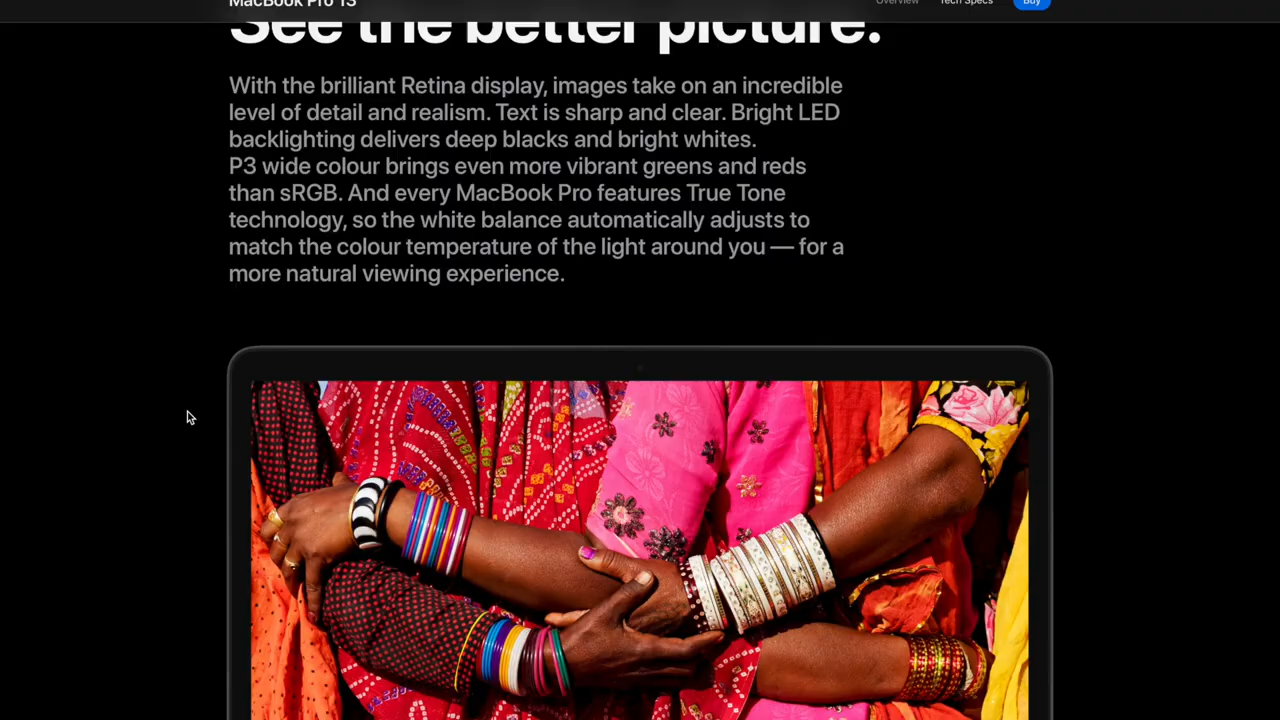 MacBook Pro 13
Overview
Tech Specs
Buy
See the better picture.
With the brilliant Retina display, images take on an incredible
level of detail and realism. Text is sharp and clear. Bright LED
backlighting delivers deep blacks and bright whites.
P3 wide colour brings even more vibrant greens and reds
than sRGB. And every MacBook Pro features True Tone
technology, so the white balance automatically adjusts to
match the colour temperature of the light around you — for a
more natural viewing experience.